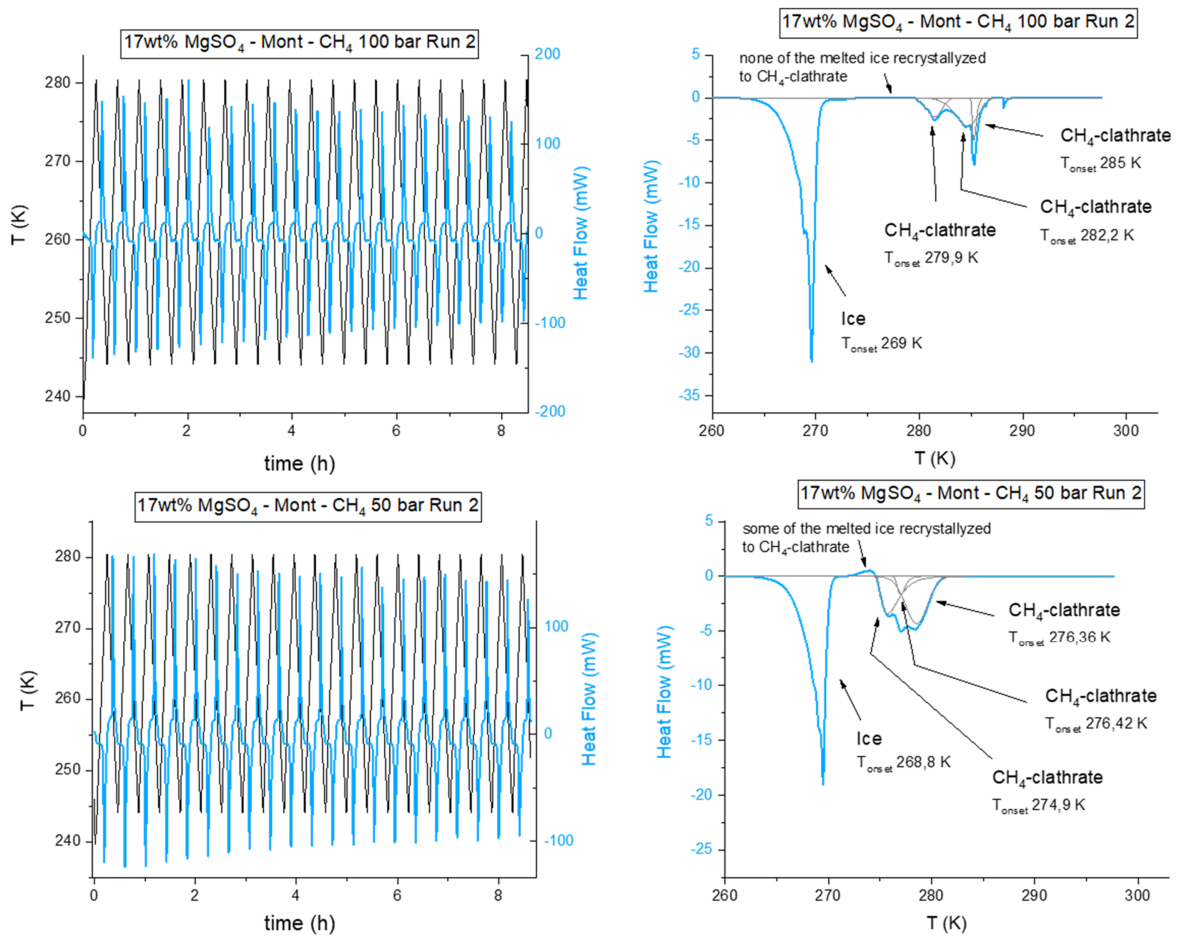 17wt% MgSO₄ - Mont - CH₄ 100 bar Run 2
280
270
260
250
240
T (K)
200
100
0
-100
-200
Heat Flow (mW)
0
2
4
6
8
time (h)
17wt% MgSO₄ - Mont - CH₄ 100 bar Run 2
none of the melted ice recrystallyzed
to CH₄-clathrate
5
0
-5
-10
-15
-20
-25
-30
-35
Heat Flow (mW)
CH₄-clathrate
Tonset 285 K
CH₄-clathrate
Tonset 282,2 K
CH₄-clathrate
Tonset 279,9 K
Ice
Tonset 269 K
260
270
280
290
300
T (K)
17wt% MgSO₄ - Mont - CH₄ 50 bar Run 2
280
270
260
250
240
T (K)
100
0
-100
Heat Flow (mW)
0
2
4
6
8
time (h)
17wt% MgSO₄ - Mont - CH₄ 50 bar Run 2
some of the melted ice recrystallyzed
to CH₄-clathrate
5
0
-5
-10
-15
-20
-25
Heat Flow (mW)
CH₄-clathrate
Tonset 276,36 K
CH₄-clathrate
Tonset 276,42 K
Ice
Tonset 268,8 K
CH₄-clathrate
Tonset 274,9 K
260
270
280
290
300
T (K)